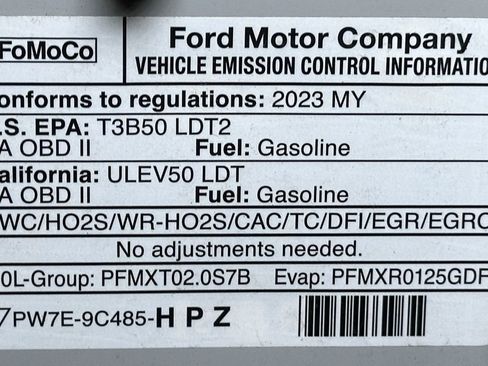 FoMoCo
Ford Motor Company
VEHICLE EMISSION CONTROL INFORMATIO
onforms to regulations: 2023 MY
.S. EPA: T3B50 LDT2
A OBD II Fuel: Gasoline
alifornia: ULEV50 LDT
A OBD II Fuel: Gasoline
WC/HO2S/WR-HO2S/CAC/TC/DFI/EGR/EGRC
No adjustments needed.
0L-Group: PFMXT02.0S7B Evap: PFMXR0125GDF
7PW7E-9C485-HPZ